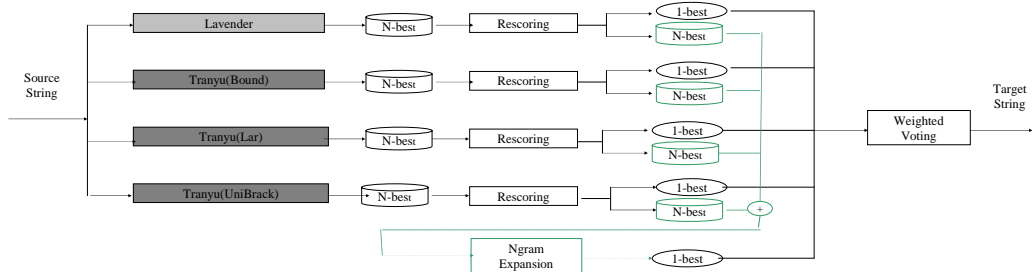 Lavender
N-best
Rescoring
1-best
N-best
Source
String
Tranyu(Bound)
N-best
Rescoring
1-best
N-best
Tranyu(Lar)
N-best
Rescoring
1-best
N-best
Weighted
Voting
Target
String
Tranyu(UniBrack)
N-best
Rescoring
1-best
N-best
+
Ngram
Expansion
1-best